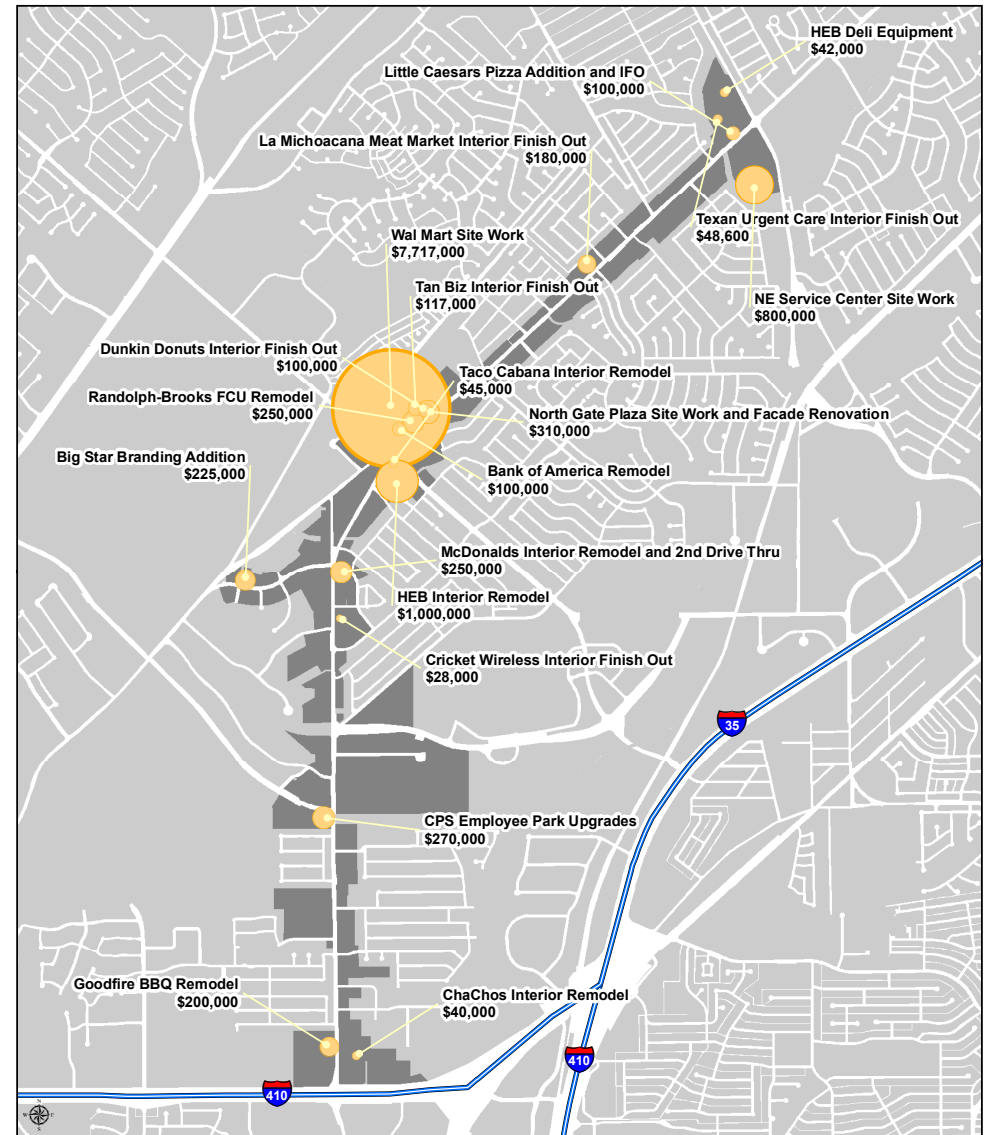 HEB Deli Equipment
$42,000
Little Caesars Pizza Addition and IFO
$100,000
La Michoacana Meat Market Interior Finish Out
$180,000
Texan Urgent Care Interior Finish Out
$48,600
Wal Mart Site Work
$7,717,000
Tan Biz Interior Finish Out
$117,000
NE Service Center Site Work
$800,000
Dunkin Donuts Interior Finish Out
$100,000
Taco Cabana Interior Remodel
$45,000
Randolph-Brooks FCU Remodel
$250,000
North Gate Plaza Site Work and Facade Renovation
$310,000
Big Star Branding Addition
$225,000
Bank of America Remodel
$100,000
McDonalds Interior Remodel and 2nd Drive Thru
$250,000
HEB Interior Remodel
$1,000,000
Cricket Wireless Interior Finish Out
$28,000
35
CPS Employee Park Upgrades
$270,000
Goodfire BBQ Remodel
$200,000
ChaChos Interior Remodel
$40,000
410
410
N
W
E
S